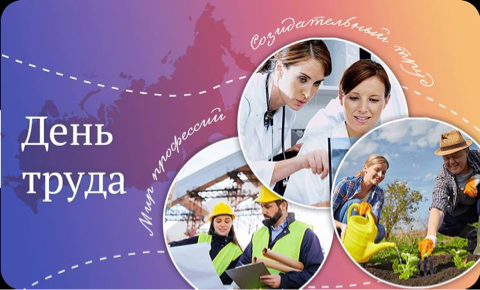 День
труда
Мир профессий
Созидательный труд